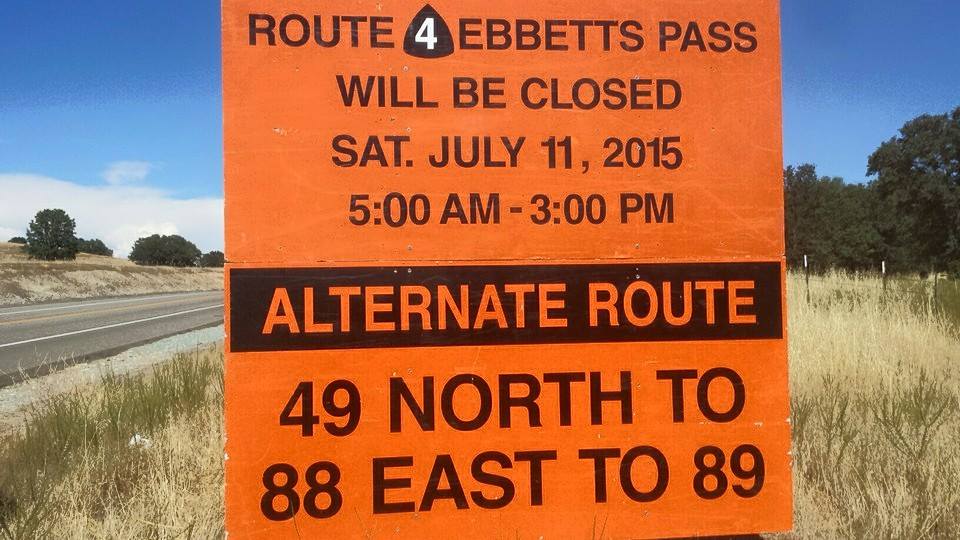 ROUTE 4 EBBETTS PASS
WILL BE CLOSED
SAT. JULY 11, 2015
5:00 AM - 3:00 PM
ALTERNATE ROUTE
49 NORTH TO
88 EAST TO 89